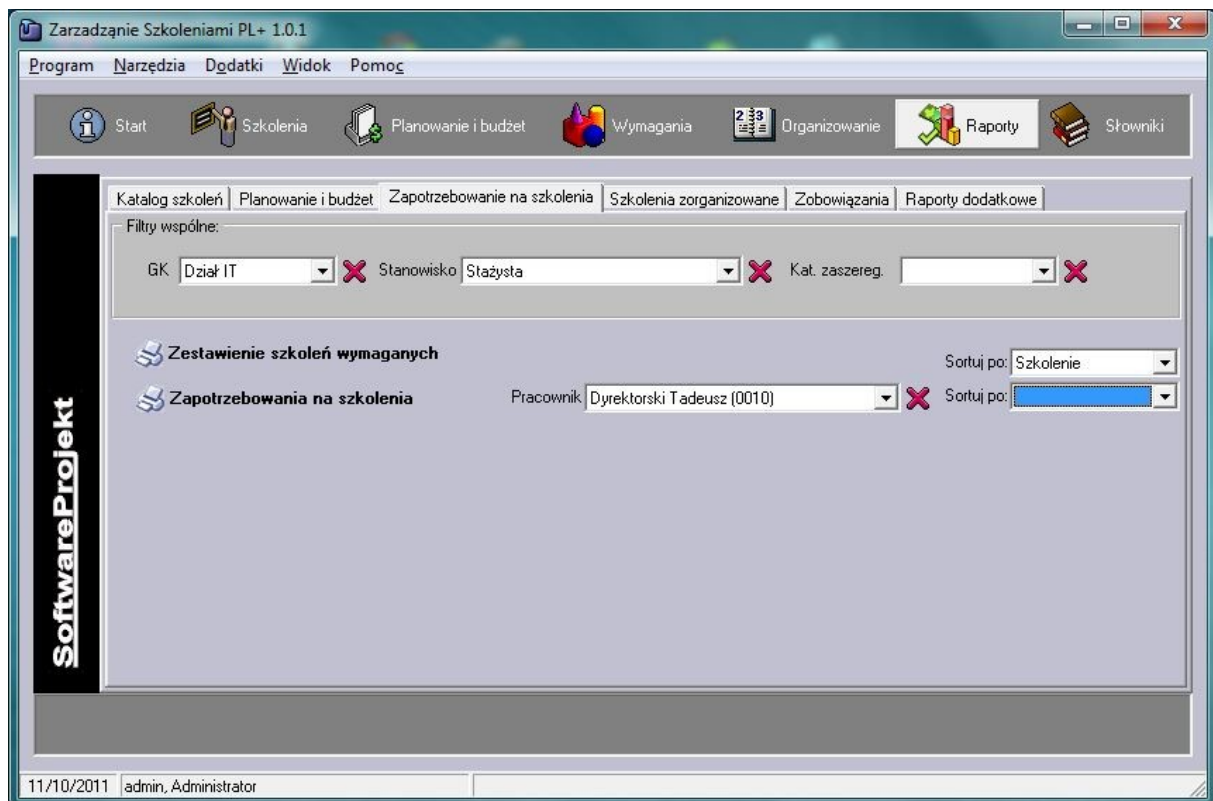 Zarzadząnie Szkoleniami PL+ 1.0.1
Program Narzędzia Dodatki Widok Pomoc
Start Szkolenia Planowanie i budżet Wymagania Organizowanie Raporty Słowniki
Katalog szkoleń Planowanie i budżet Zapotrzebowanie na szkolenia Szkolenia zorganizowane Zobowiązania Raporty dodatkowe
Filtry wspólne:
GK Dział IT Stanowisko Stażysta Kat. zaszereg.
Zestawienie szkoleń wymaganych Sortuj po: Szkolenie
Zapotrzebowania na szkolenia Pracownik Dyrektorski Tadeusz (0010) Sortuj po:
SoftwareProjekt
11/10/2011 admin, Administrator